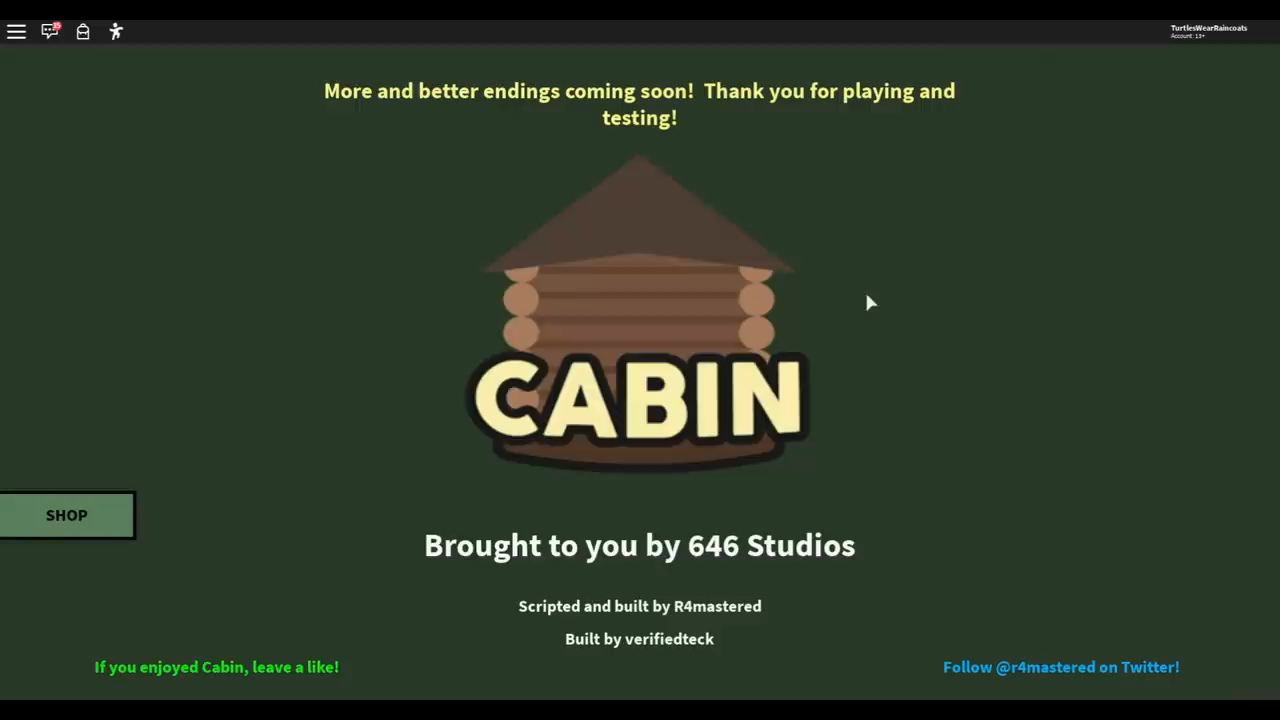 TurtlesWearRaincoats
Account: 13+
More and better endings coming soon!  Thank you for playing and
testing!
CABIN
SHOP
Brought to you by 646 Studios
Scripted and built by R4mastered
Built by verifiedteck
If you enjoyed Cabin, leave a like!
Follow @r4mastered on Twitter!